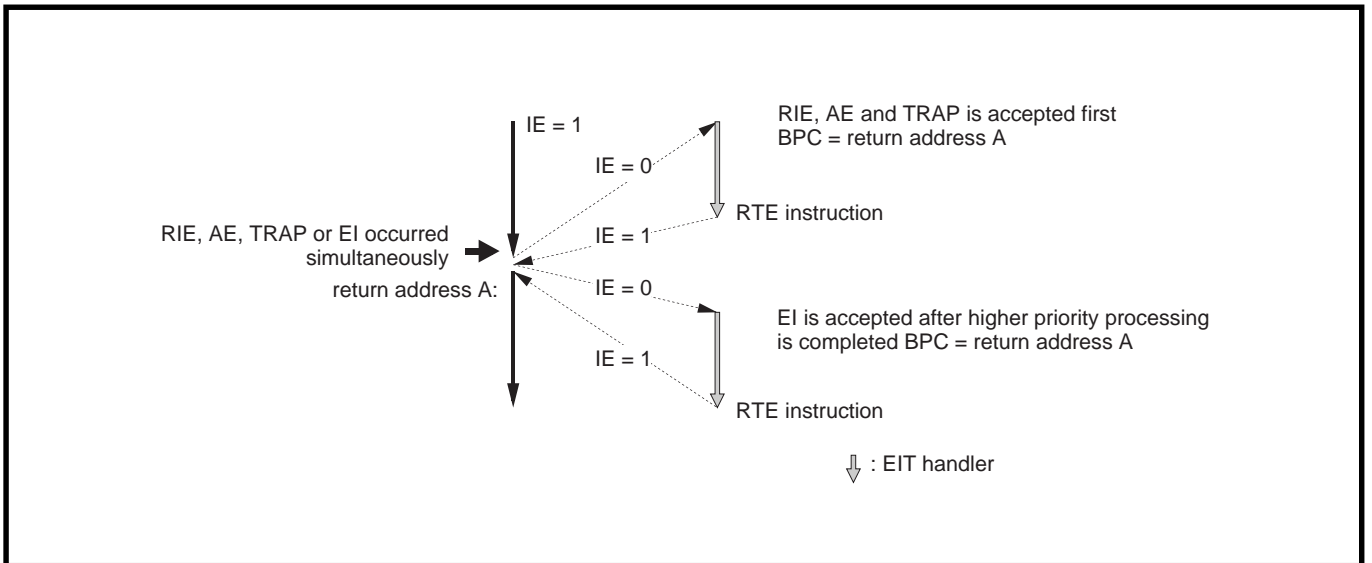 IE = 1
RIE, AE and TRAP is accepted first
BPC = return address A
IE = 0
RTE instruction
RIE, AE, TRAP or EI occurred
simultaneously
IE = 1
return address A:
IE = 0
EI is accepted after higher priority processing
is completed BPC = return address A
IE = 1
RTE instruction
: EIT handler